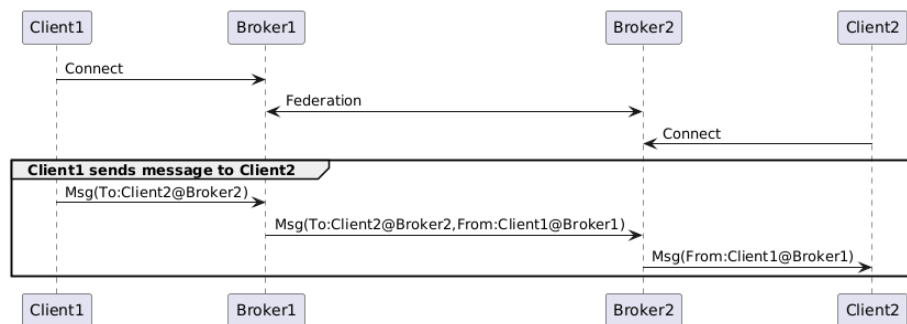 Client1
Broker1
Broker2
Client2
Connect
Federation
Connect
Client1 sends message to Client2
Msg(To:Client2@Broker2)
Msg(To:Client2@Broker2,From:Client1@Broker1)
Msg(From:Client1@Broker1)
Client1
Broker1
Broker2
Client2